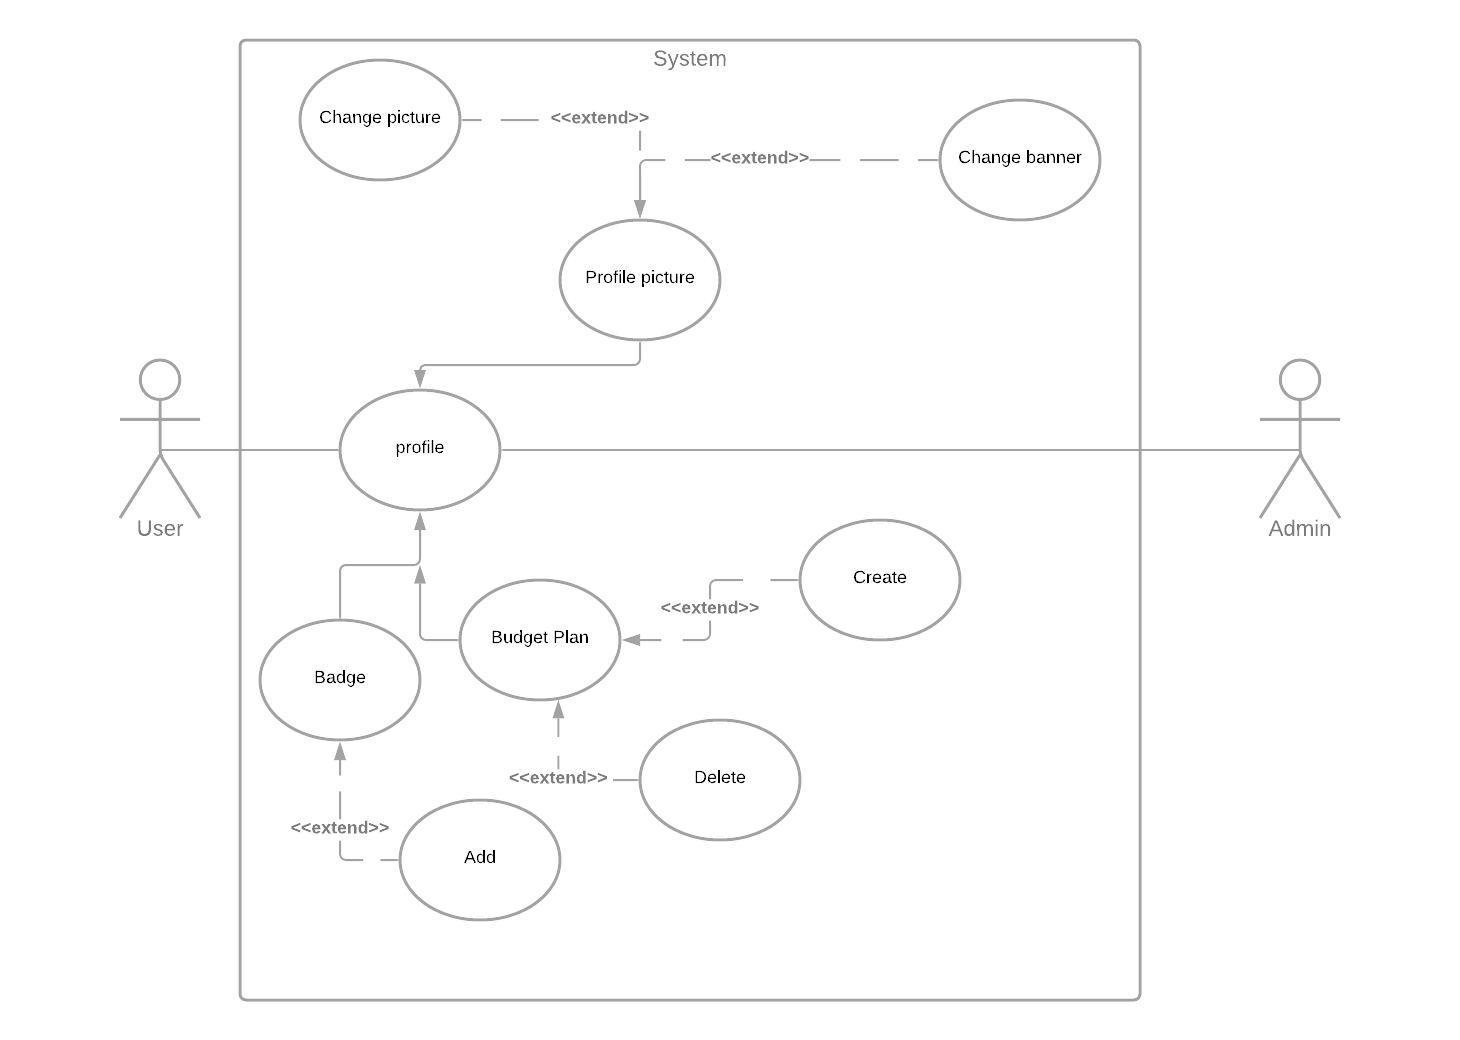 System
Change picture
<<extend>>
<<extend>>
Change banner
Profile picture
profile
User
Admin
Create
<<extend>>
Budget Plan
Badge
<<extend>>
Delete
<<extend>>
Add